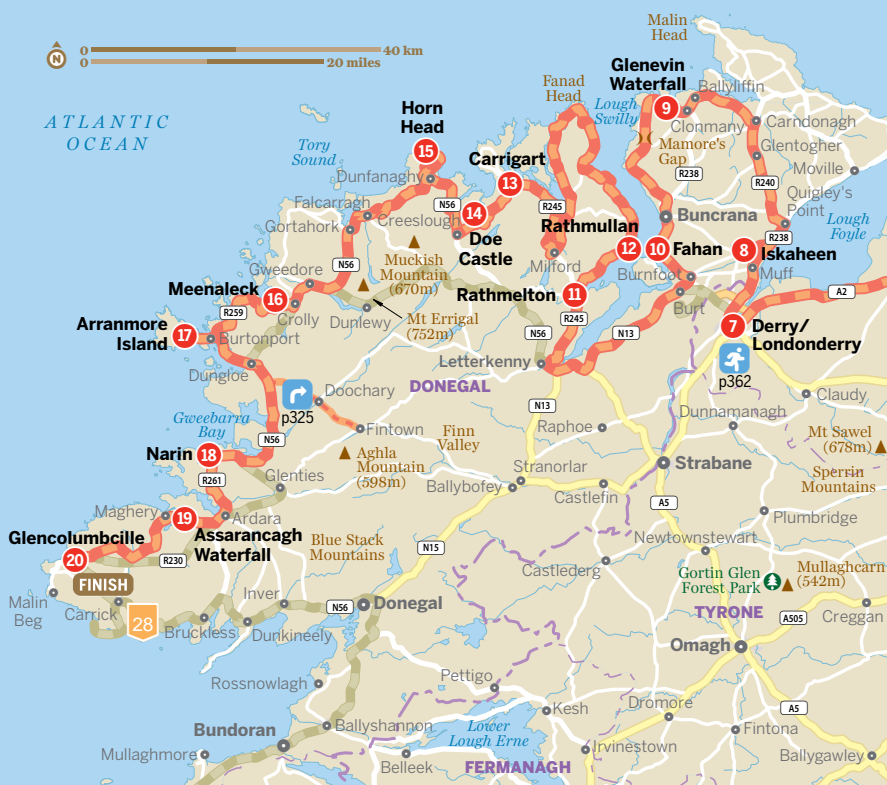 Malin
Head
0
40 km
N
0
20 miles
Glenevin
Waterfall
Ballyliffin
Fanad
Head
9
Lough
Swilly
Horn
Head
Clonmany
Carndonagh
ATLANTIC
OCEAN
Mamore's
Gap
Glentogher
Tory
Sound
15
Carrigart
Moville
Dunfanaghy
R238
R240
13
Quigley's
Point
Falcarragh
N56
R245
14
Creeslough
Buncrana
Lough
Foyle
Gortahork
Rathmullan
R238
Doe
Castle
12
10
Fahan
8
Iskaheen
Muckish
Mountain
(670m)
Milford
N56
Gweedore
Burnfoot
Muff
Meenaleck
16
Rathmelton
11
A2
R259
Crolly
Dunlewy
Mt Errigal
(752m)
Burt
R245
Arranmore
Island
17
7
Derry/
Londonderry
Burtonport
N56
N13
Letterkenny
p362
Dungloe
DONEGAL
Doochary
p325
Claudy
N13
Dunnamanagh
Gweebarra
Bay
Fintown
Finn
Valley
Raphoe
Mt Sawel
(678m)
N56
Narin
18
Aghla
Mountain
(598m)
Stranorlar
Strabane
Sperrin
Mountains
R261
Glenties
Ballybofey
Castlefin
A5
Maghery
19
Ardara
Plumbridge
Glencolumbcille
Assarancagh
Waterfall
Newtownstewart
Blue Stack
Mountains
N15
20
R230
Castlederg
Mullaghcarn
(542m)
FINISH
Gortin Glen
Forest Park
Malin
Beg
Inver
N56
Donegal
TYRONE
Carrick
28
Bruckless
Dunkineely
A505
Creggan
Omagh
Pettigo
Rossnowlagh
Kesh
Dromore
A5
Bundoran
Ballyshannon
Lower
Lough Erne
Fintona
Mullaghmore
Irvinestown
Belleek
FERMANAGH
Ballygawley